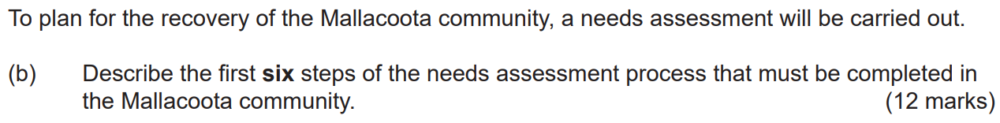 To plan for the recovery of the Mallacoota community, a needs assessment will be carried out.
(b) Describe the first six steps of the needs assessment process that must be completed in
the Mallacoota community. (12 marks)